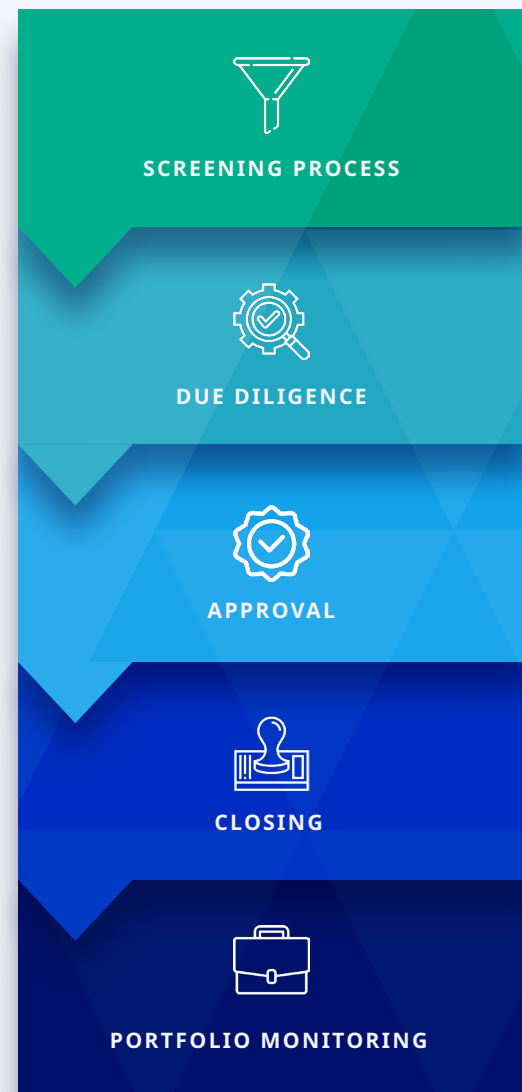 SCREENING PROCESS
DUE DILIGENCE
APPROVAL
CLOSING
PORTFOLIO MONITORING